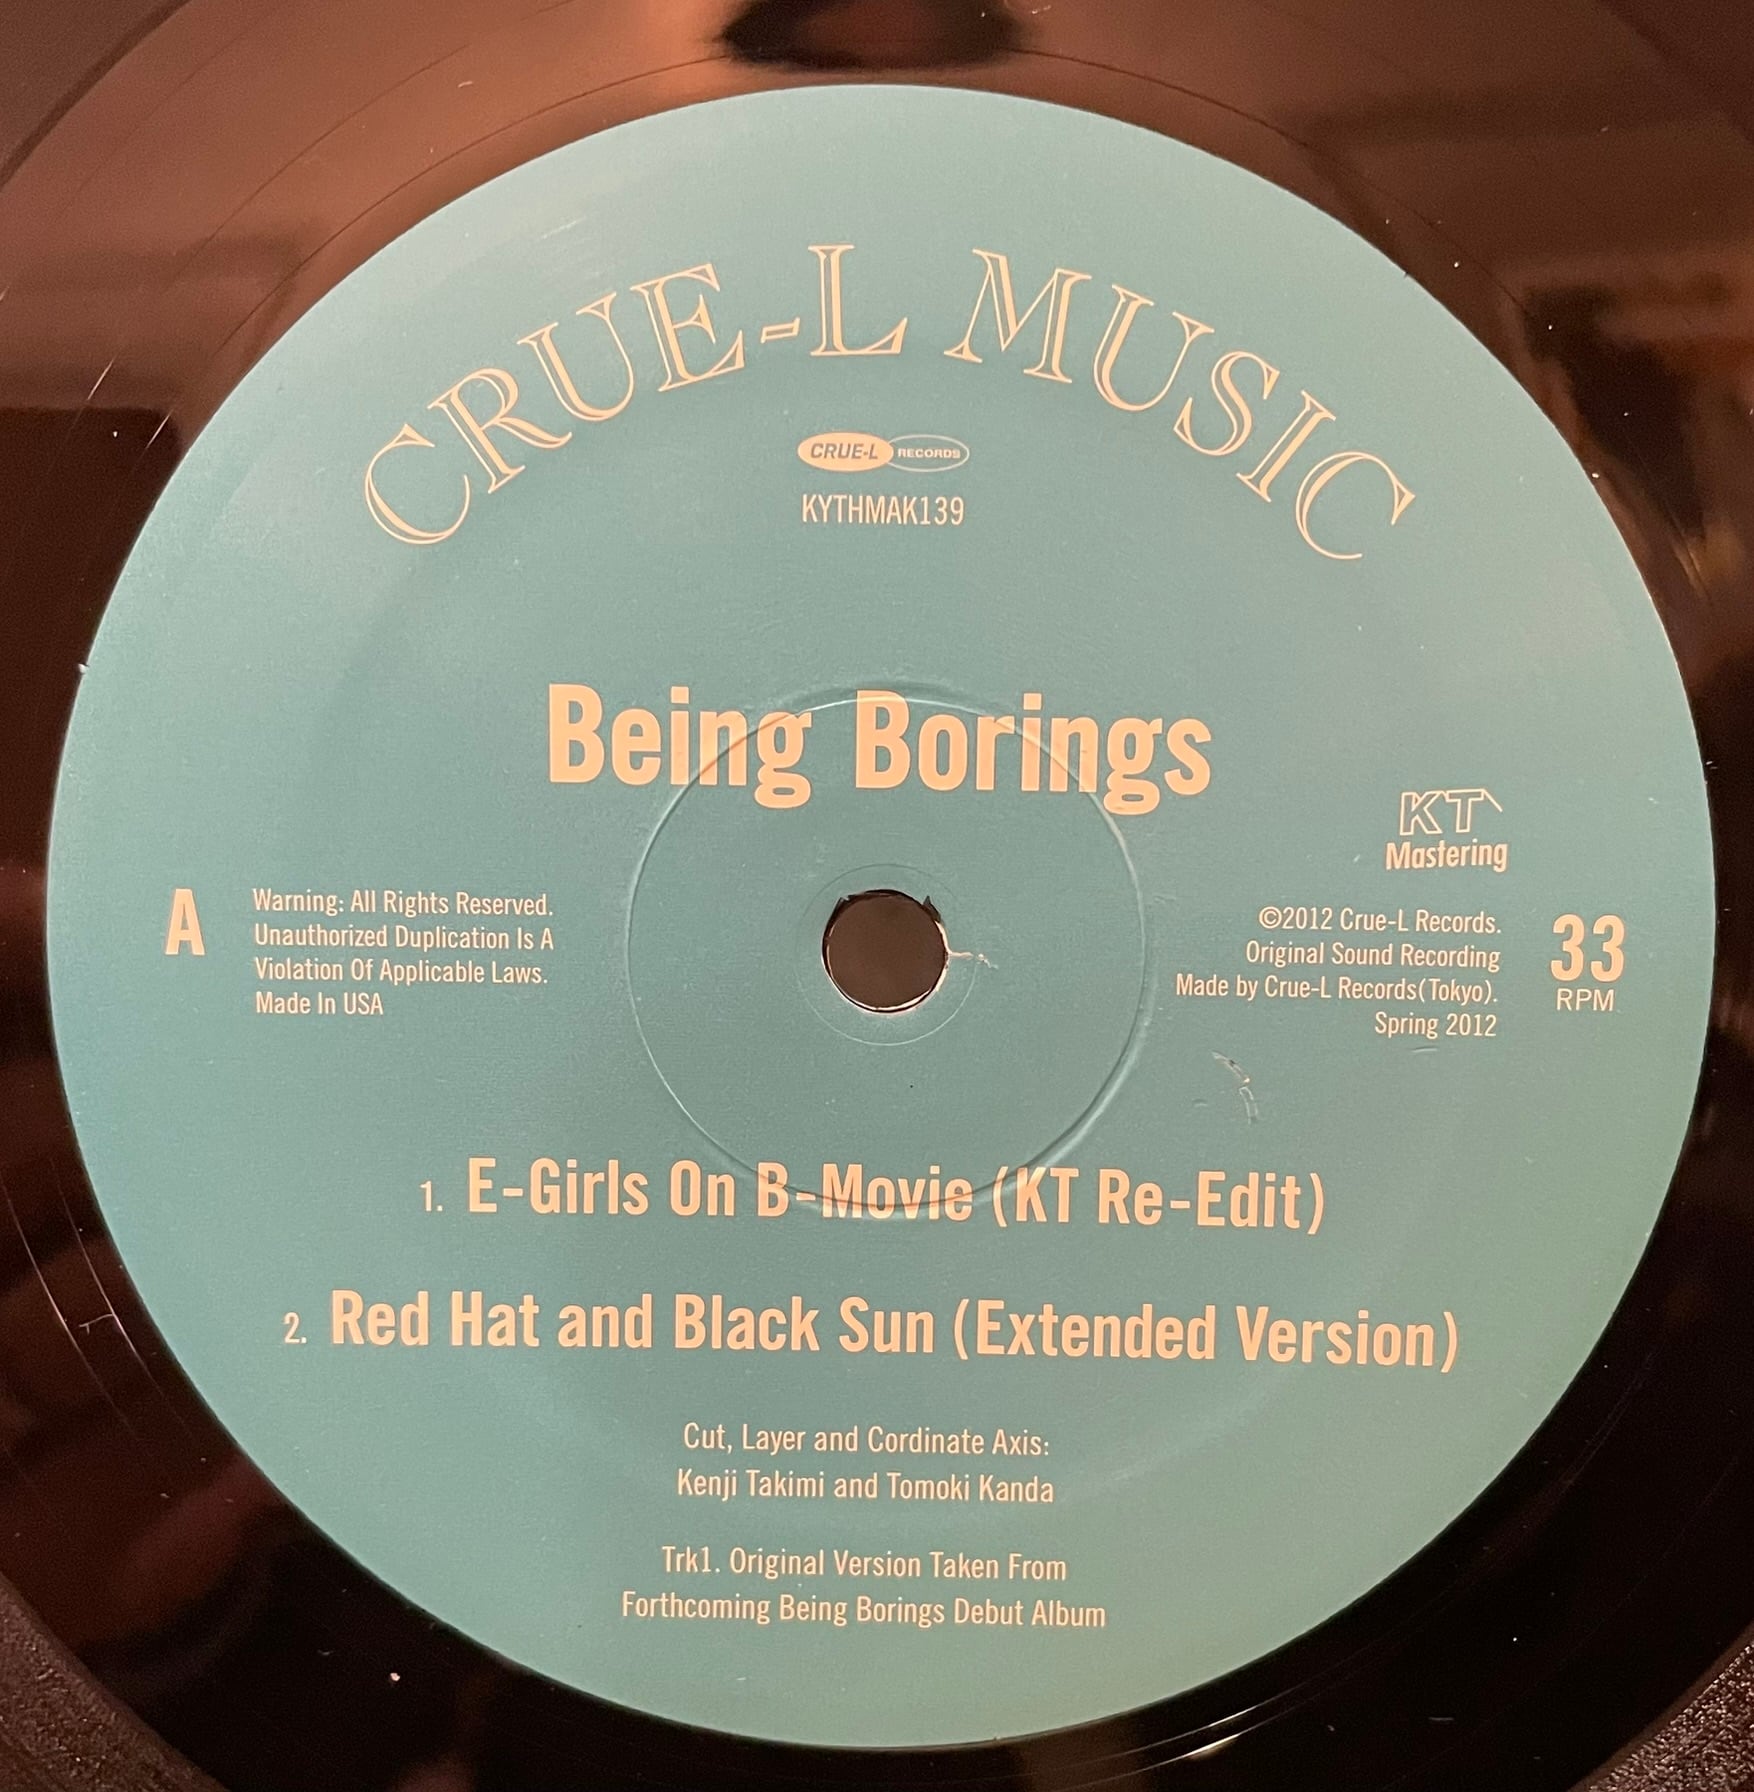 CRUE-L MUSIC
CRUE-L RECORDS
KYTHMAK139
Being Borings
KT
Mastering
A
Warning: All Rights Reserved.
Unauthorized Duplication Is A
Violation Of Applicable Laws.
Made In USA
©2012 Crue-L Records.
Original Sound Recording
Made by Crue-L Records(Tokyo).
Spring 2012
33
RPM
1. E-Girls On B-Movie (KT Re-Edit)
2. Red Hat and Black Sun (Extended Version)
Cut, Layer and Cordinate Axis:
Kenji Takimi and Tomoki Kanda
Trk1. Original Version Taken From
Forthcoming Being Borings Debut Album